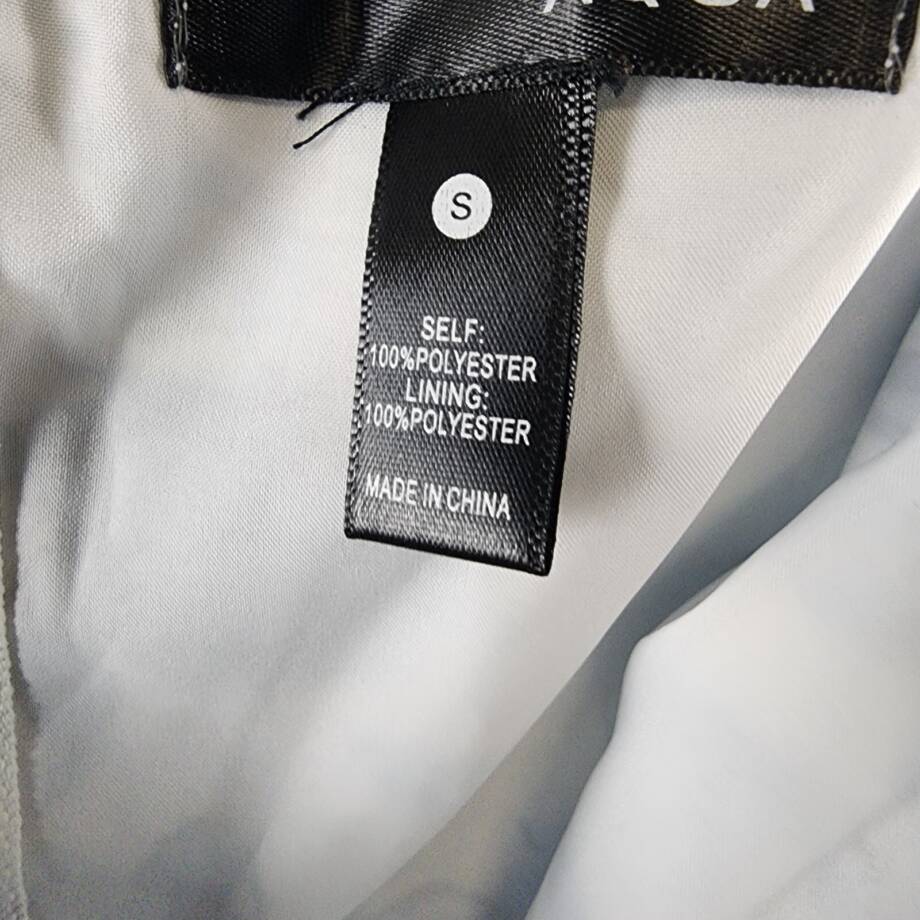 S
SELF:
100%POLYESTER
LINING:
100%POLYESTER
MADE IN CHINA